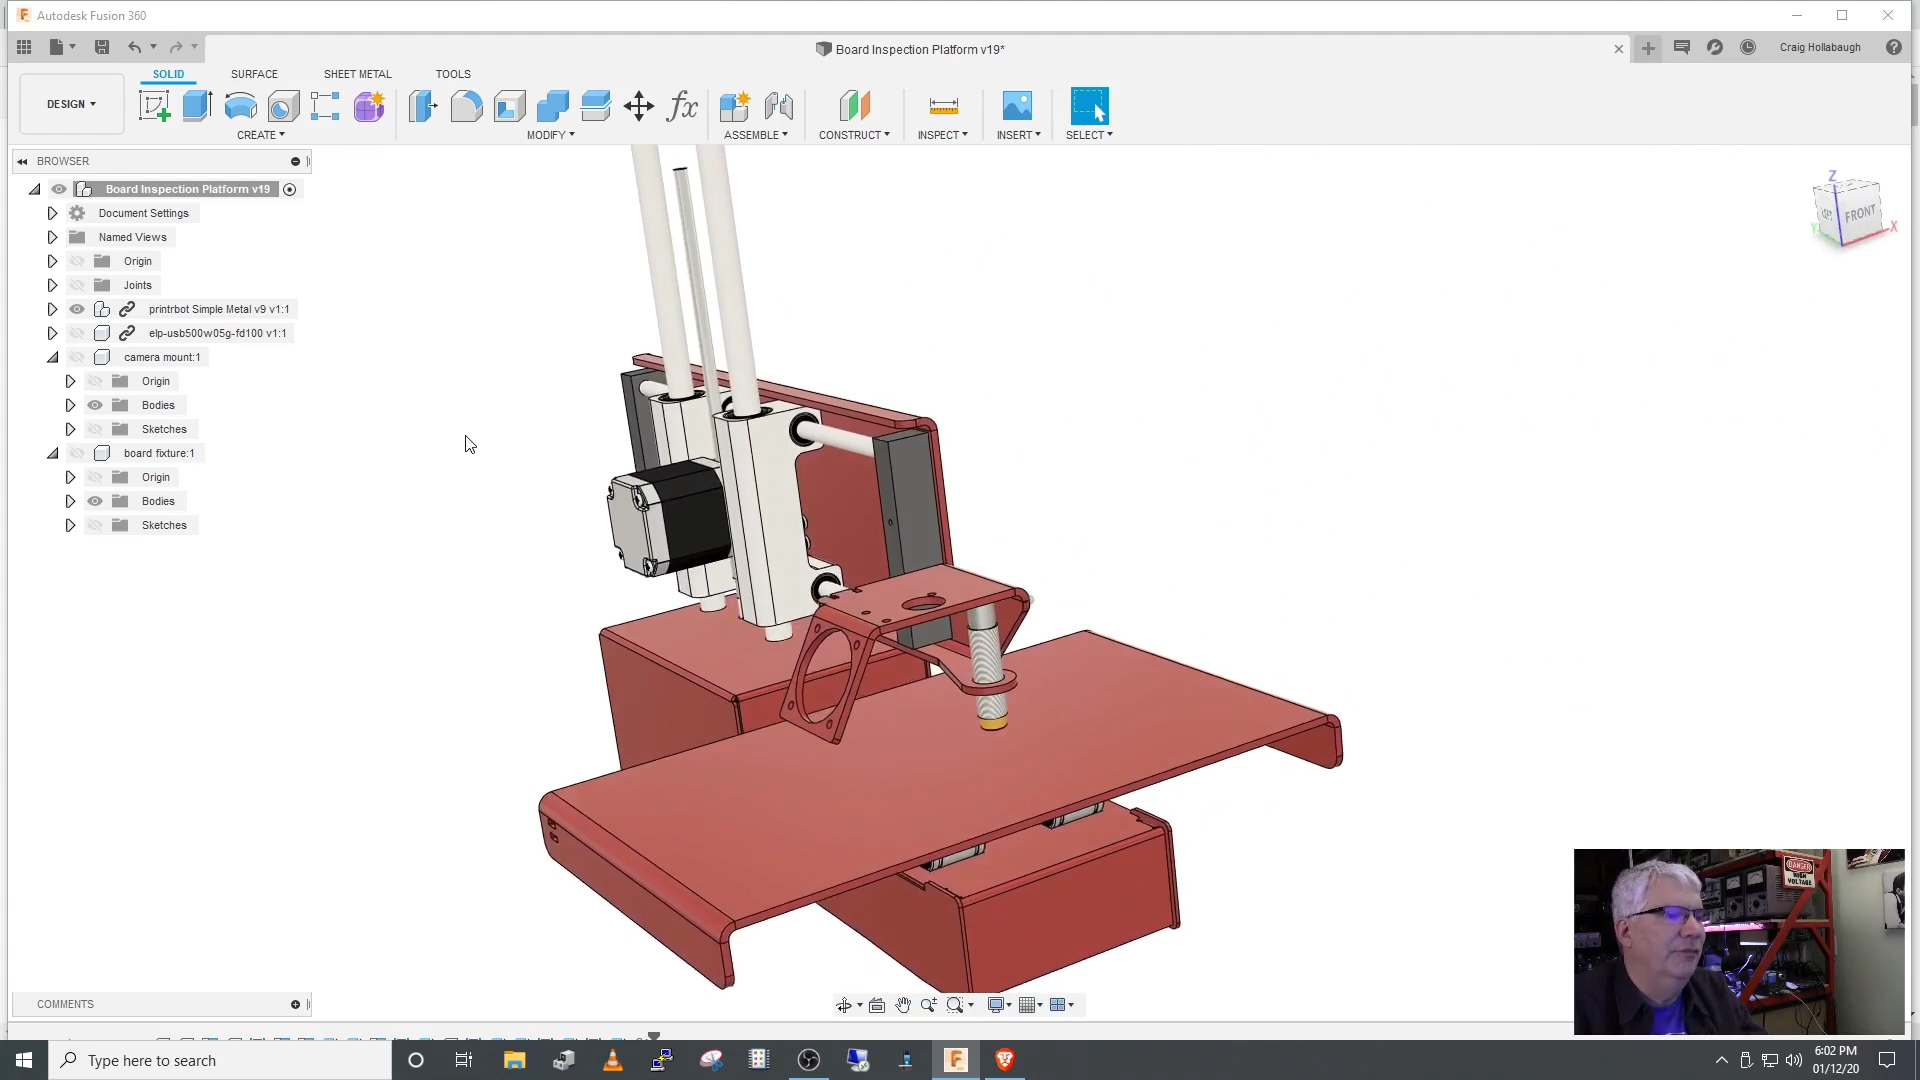 Autodesk Fusion 360
Board Inspection Platform v19*
Craig Hollabaugh
SOLID
SURFACE
SHEET METAL
TOOLS
DESIGN
CREATE
MODIFY
ASSEMBLE
CONSTRUCT
INSPECT
INSERT
SELECT
BROWSER
Board Inspection Platform v19
Document Settings
Named Views
Origin
Joints
printrbot Simple Metal v9 v1:1
elp-usb500w05g-fd100 v1:1
camera mount:1
Origin
Bodies
Sketches
board fixture:1
Origin
Bodies
Sketches
Z
FRONT
X
Y
DANGER
HIGH
VOLTAGE
COMMENTS
Type here to search
6:02 PM
01/12/20